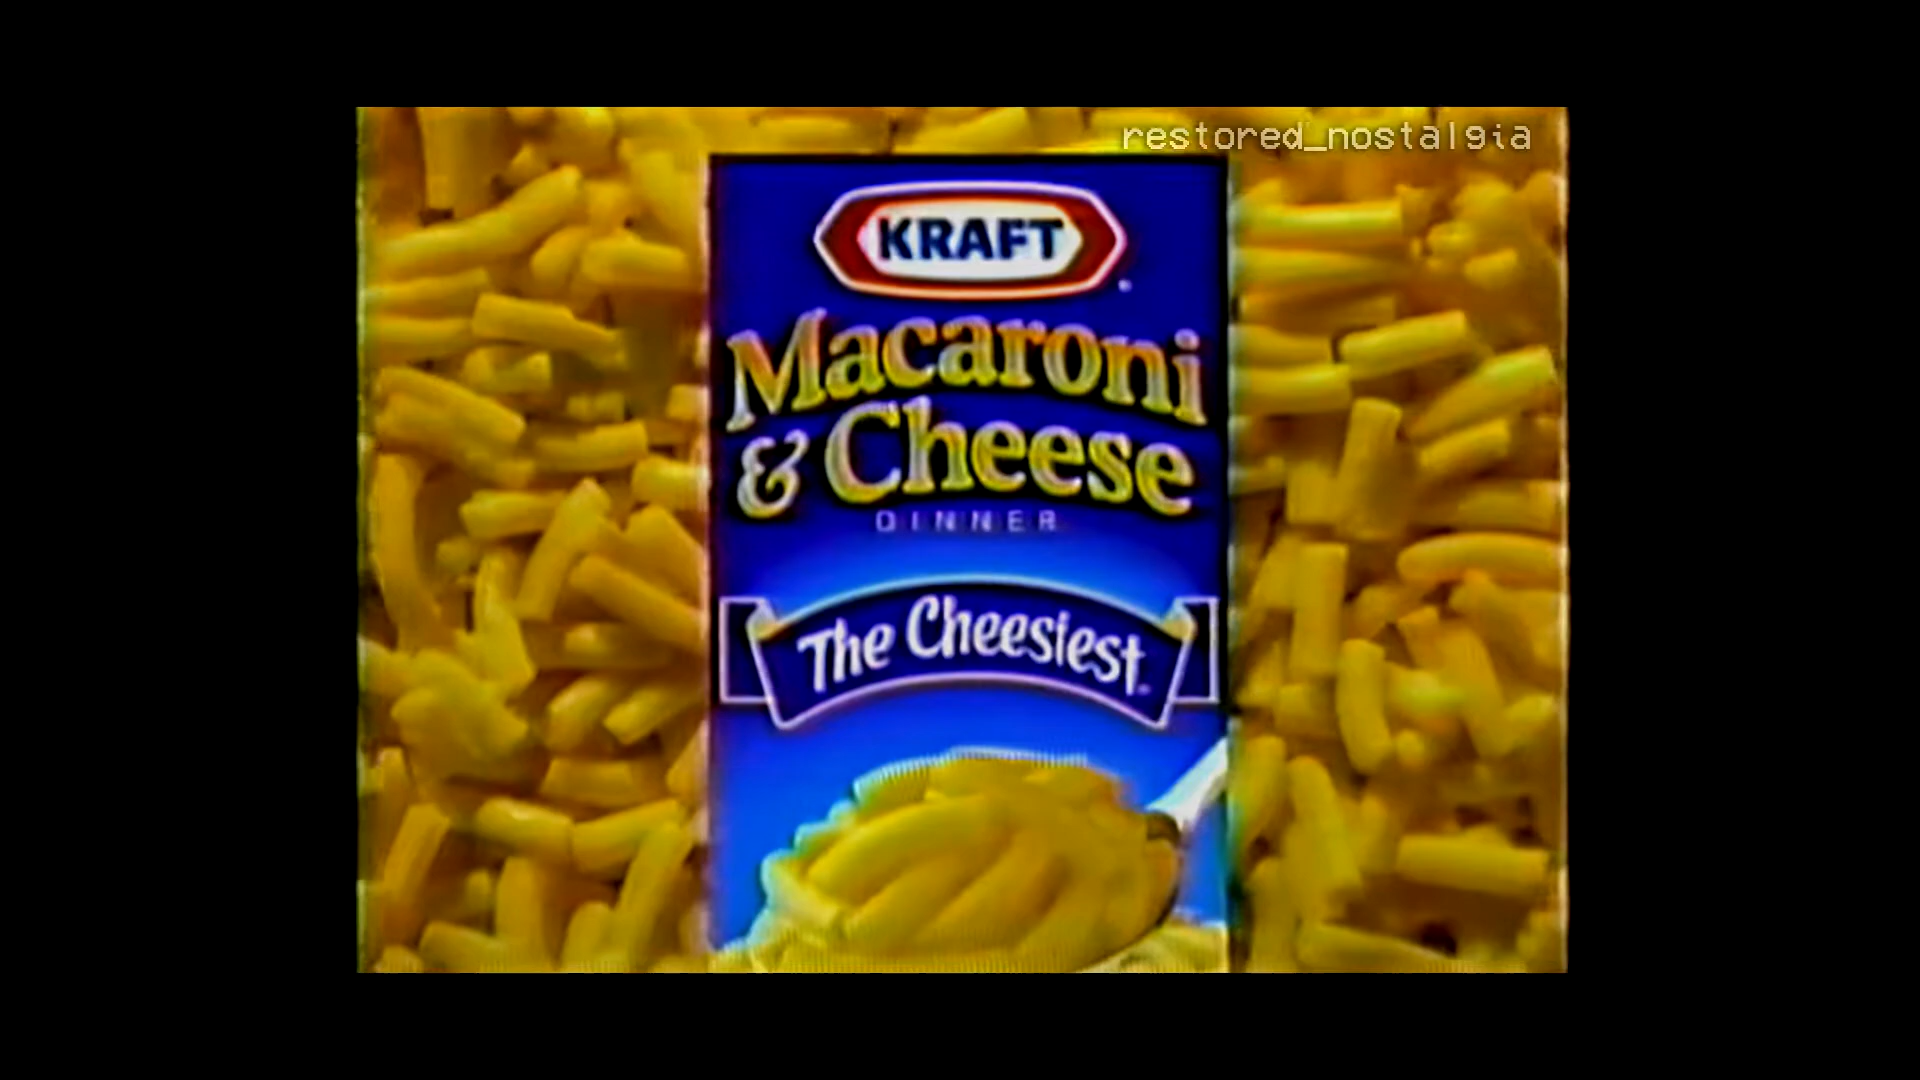 restored_nostalgia
KRAFT
Macaroni
& Cheese
DINNER
The Cheesiest